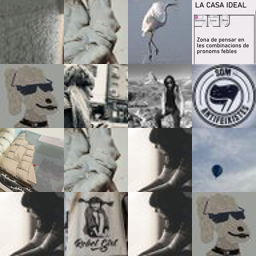 LA CASA IDEAL
Zona de pensar en
les combinacions de
pronoms febles
SOM
ANTIFEIXISTES
Rebel Girl